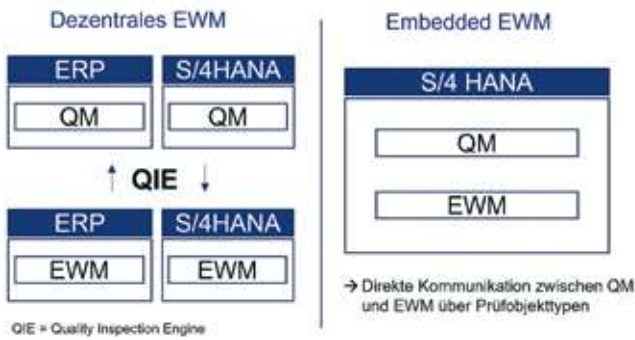 Dezentrales EWM
ERP
S/4HANA
QM
QM
↑ QIE ↓
ERP
S/4HANA
EWM
EWM
QIE = Quality Inspection Engine
Embedded EWM
S/4 HANA
QM
EWM
→ Direkte Kommunikation zwischen QM
und EWM über Prüfobjekttypen